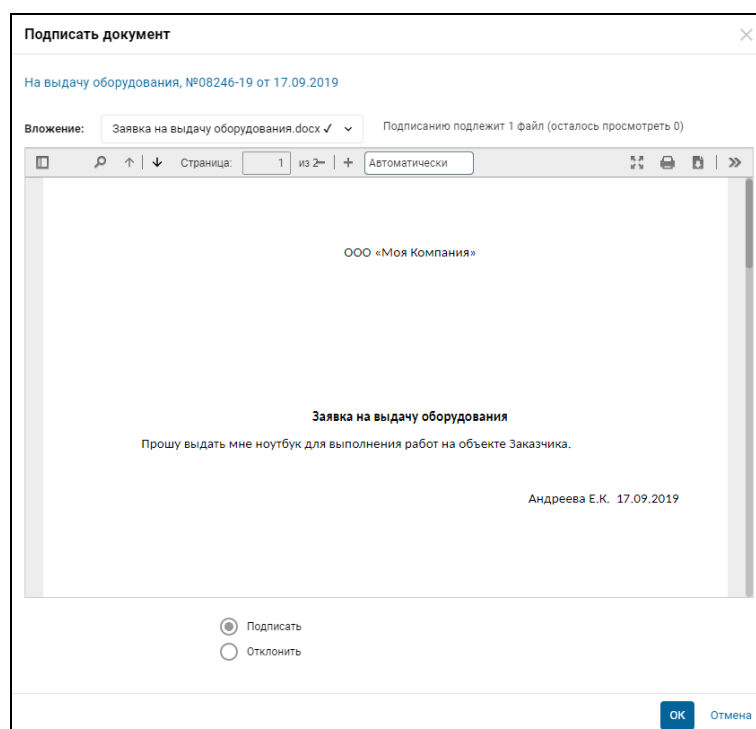 Подписать документ
На выдачу оборудования, №08246-19 от 17.09.2019
Вложение: Заявка на выдачу оборудования.docx ✓ Подписанию подлежит 1 файл (осталось просмотреть 0)
Страница: 1 из 2 Автоматически
ООО «Моя Компания»
Заявка на выдачу оборудования
Прошу выдать мне ноутбук для выполнения работ на объекте Заказчика.
Андреева Е.К. 17.09.2019
Подписать
Отклонить
ОК Отмена